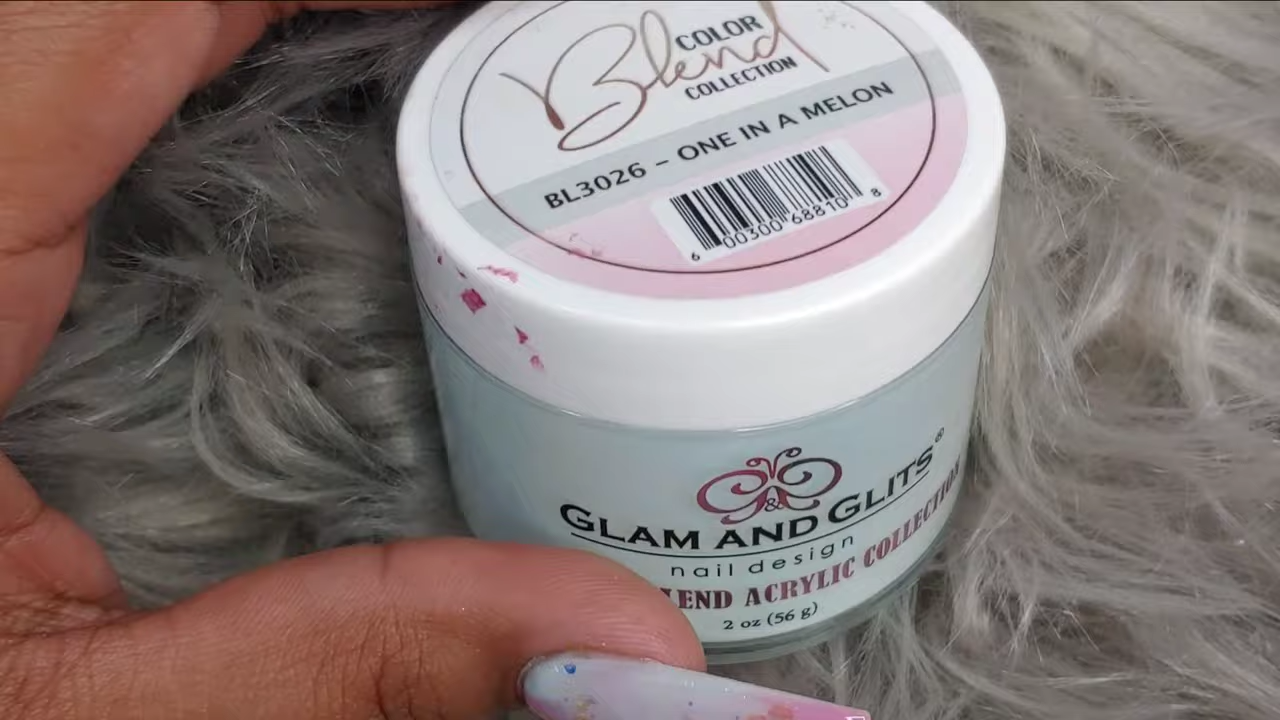 COLOR
Blend
COLLECTION
BL3026 – ONE IN A MELON
6 00300 68810 8
G&G
GLAM AND GLITS®
nail design
LEND ACRYLIC COLLECTION
2 oz (56 g)